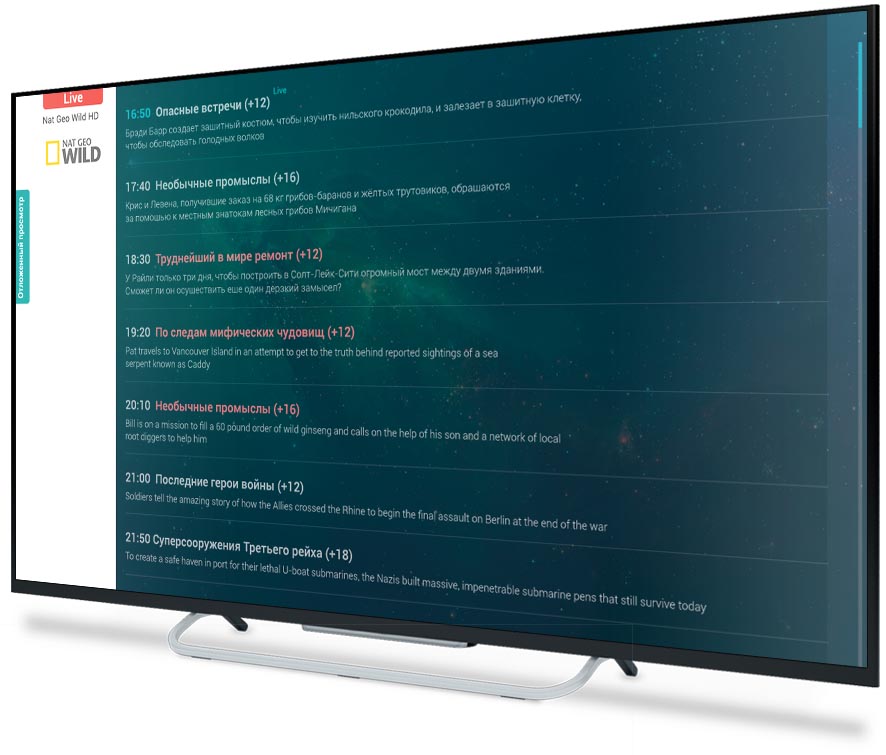 Live
Nat Geo Wild HD
NAT GEO
WILD
Отложенный просмотр
Live
16:50 Опасные встречи (+12)
Брэди Барр создает зашитный костюм, чтобы изучить нильского крокодила, и залезает в зашитную клетку,
чтобы обследовать голодных волков
17:40 Необычные промыслы (+16)
Крис и Левена, получившие заказ на 68 кг грибов-баранов и жёлтых трутовиков, обрашаются
за помошью к местным знатокам лесных грибов Мичигана
18:30 Труднейший в мире ремонт (+12)
У Райли только три дня, чтобы построить в Солт-Лейк-Сити огромный мост между двумя зданиями.
Сможет ли он осушествить еше один дерзкий замысел?
19:20 По следам мифических чудовищ (+12)
Pat travels to Vancouver Island in an attempt to get to the truth behind reported sightings of a sea
serpent known as Caddy
20:10 Необычные промыслы (+16)
Bill is on a mission to fill a 60 pound order of wild ginseng and calls on the help of his son and a network of local
root diggers to help him
21:00 Последние герои войны (+12)
Soldiers tell the amazing story of how the Allies crossed the Rhine to begin the final assault on Berlin at the end of the war
21:50 Суперсооружения Третьего рейха (+18)
To create a safe haven in port for their lethal U-boat submarines, the Nazis built massive, impenetrable submarine pens that still survive today